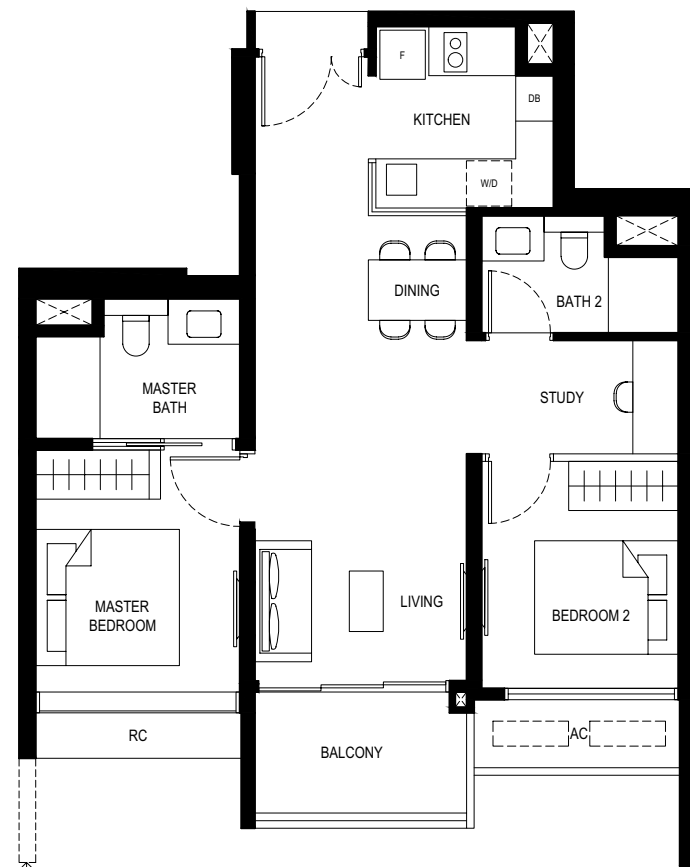 F
DB
KITCHEN
W/D
DINING
BATH 2
MASTER
BATH
STUDY
MASTER
BEDROOM
LIVING
BEDROOM 2
RC
BALCONY
AC